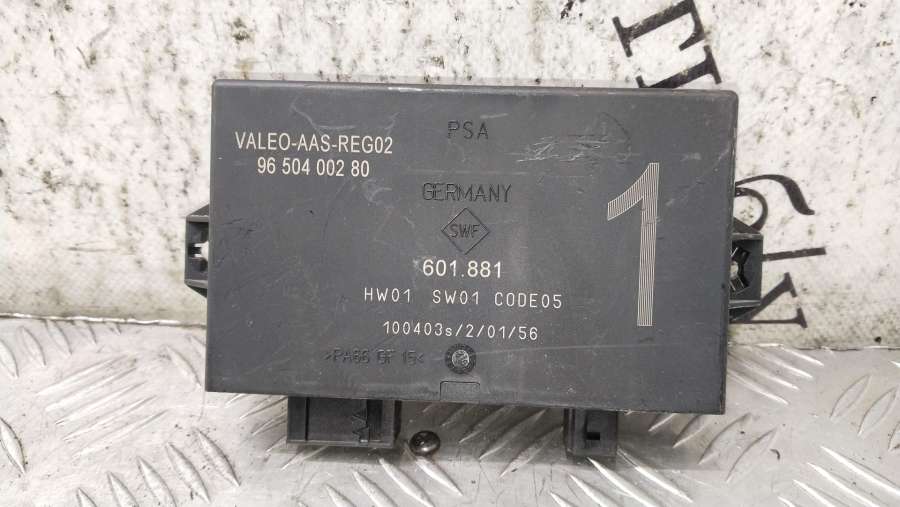 PSA
VALEO-AAS-REG02
96 504 002 80
GERMANY
SWF
1
601.881
HW01 SW01 CODE05
100403s/2/01/56
>PA66 GF 15<